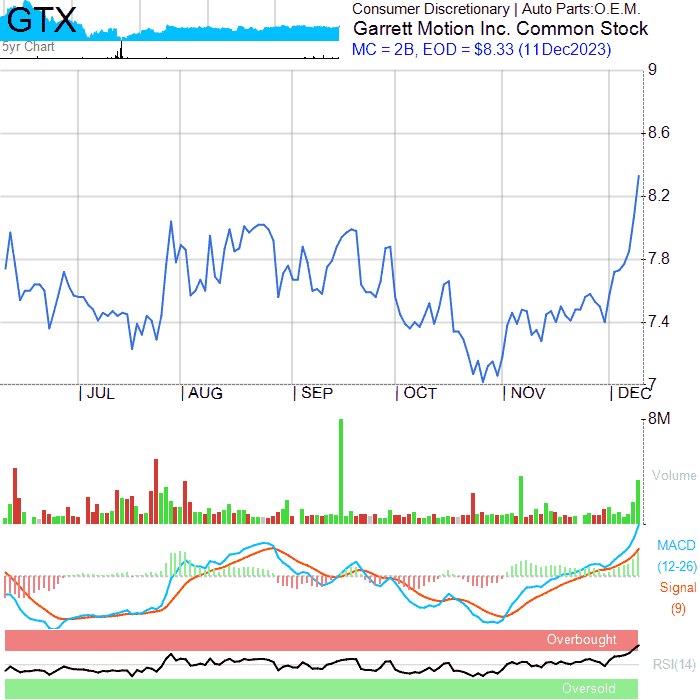 GTX
5yr Chart
Consumer Discretionary | Auto Parts:O.E.M.
Garrett Motion Inc. Common Stock
MC = 2B, EOD = $8.33 (11Dec2023)
9
8.6
8.2
7.8
7.4
7
| JUL | AUG | SEP | OCT | NOV | DEC
8M
Volume
MACD
(12-26)
Signal
(9)
Overbought
RSI(14)
Oversold